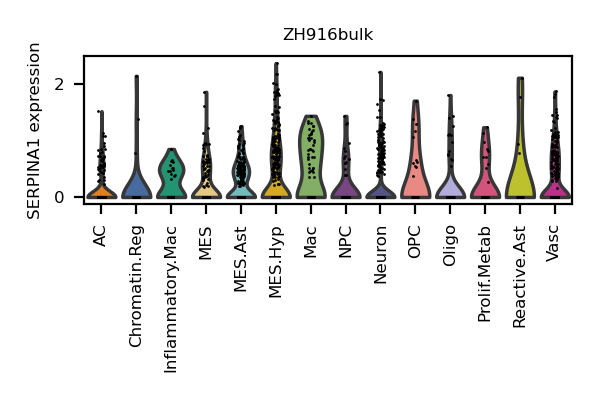 ZH916bulk
SERPINA1 expression
2
0
AC
Chromatin.Reg
Inflammatory.Mac
MES
MES.Ast
MES.Hyp
Mac
NPC
Neuron
OPC
Oligo
Prolif.Metab
Reactive.Ast
Vasc